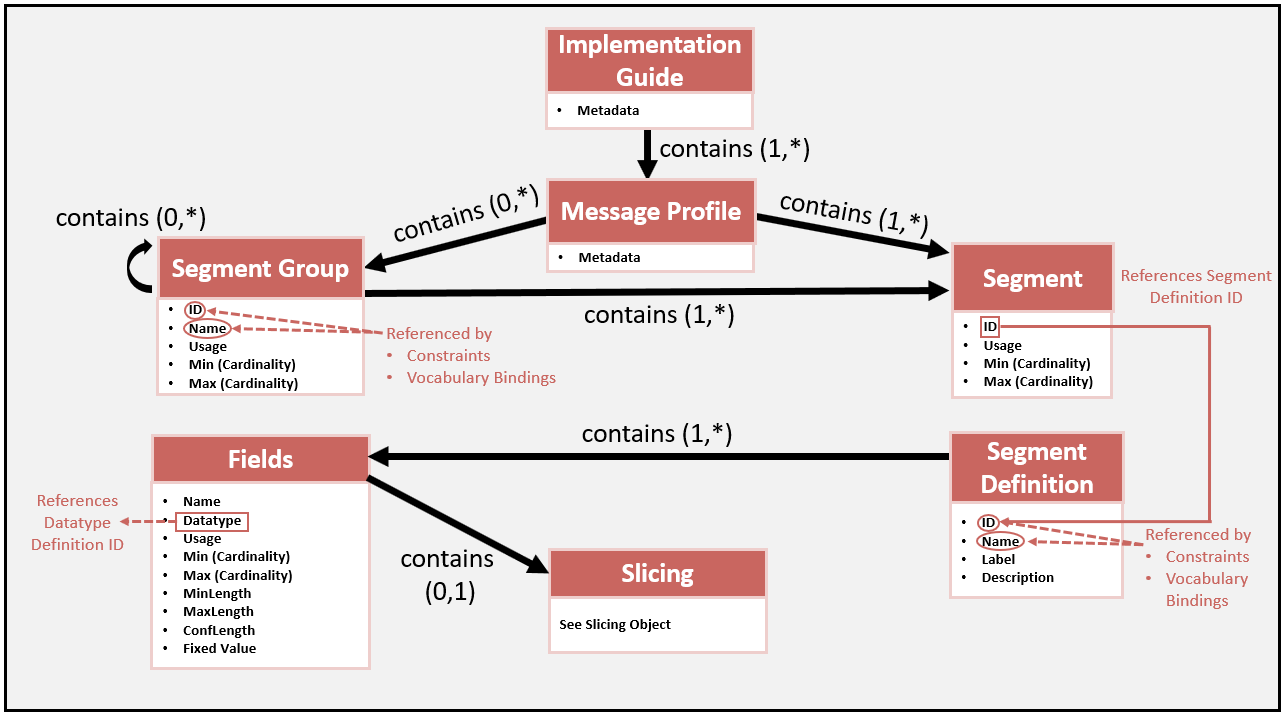 Implementation
Guide
• Metadata
contains (1,*)
Message Profile
• Metadata
contains (0,*)
contains (1,*)
contains (0,*)
Segment Group
• ID
• Name
• Usage
• Min (Cardinality)
• Max (Cardinality)
Referenced by
• Constraints
• Vocabulary Bindings
contains (1,*)
Segment
• ID
• Usage
• Min (Cardinality)
• Max (Cardinality)
References Segment
Definition ID
contains (1,*)
Fields
• Name
• Datatype
• Usage
• Min (Cardinality)
• Max (Cardinality)
• MinLength
• MaxLength
• ConfLength
• Fixed Value
References
Datatype
Definition ID
contains
(0,1)
Slicing
See Slicing Object
Segment
Definition
• ID
• Name
• Label
• Description
Referenced by
• Constraints
• Vocabulary
Bindings